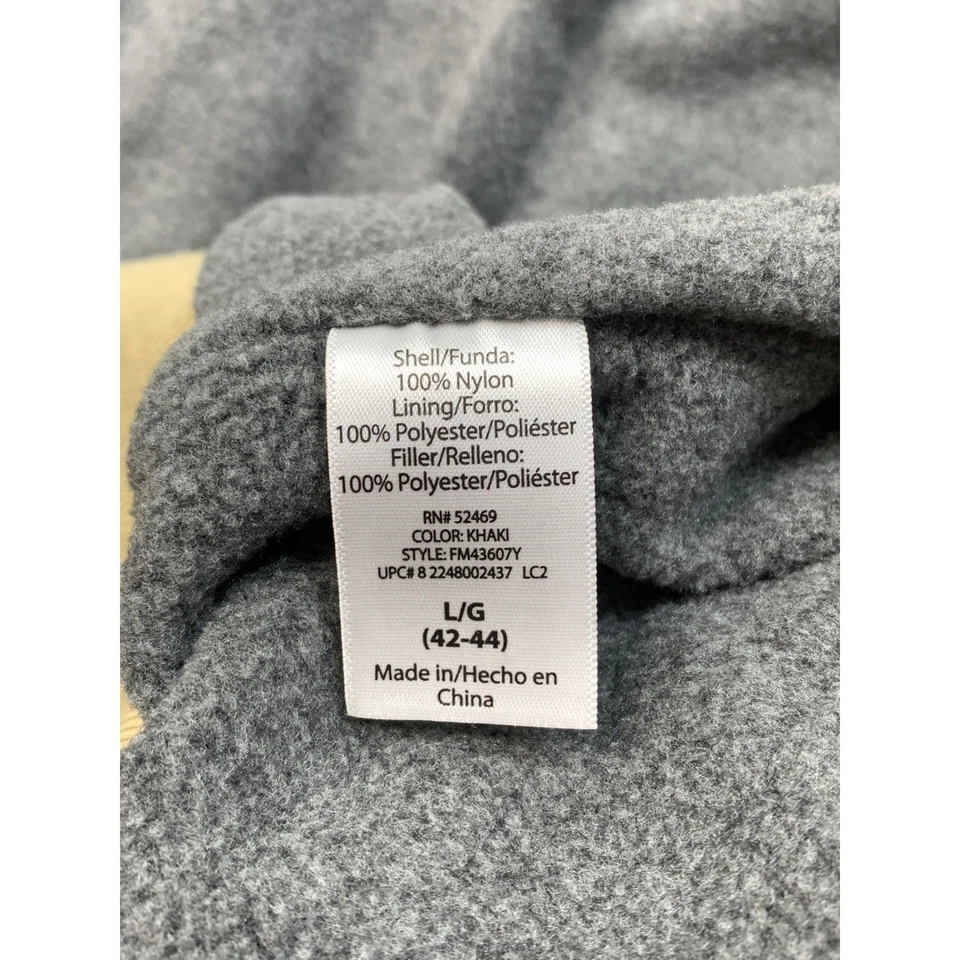 Shell/Funda:
100% Nylon
Lining/Forro:
100% Polyester/Poliéster
Filler/Relleno:
100% Polyester/Poliéster
RN# 52469
COLOR: KHAKI
STYLE: FM43607Y
UPC# 8 2248002437 LC2
L/G
(42-44)
Made in/Hecho en
China